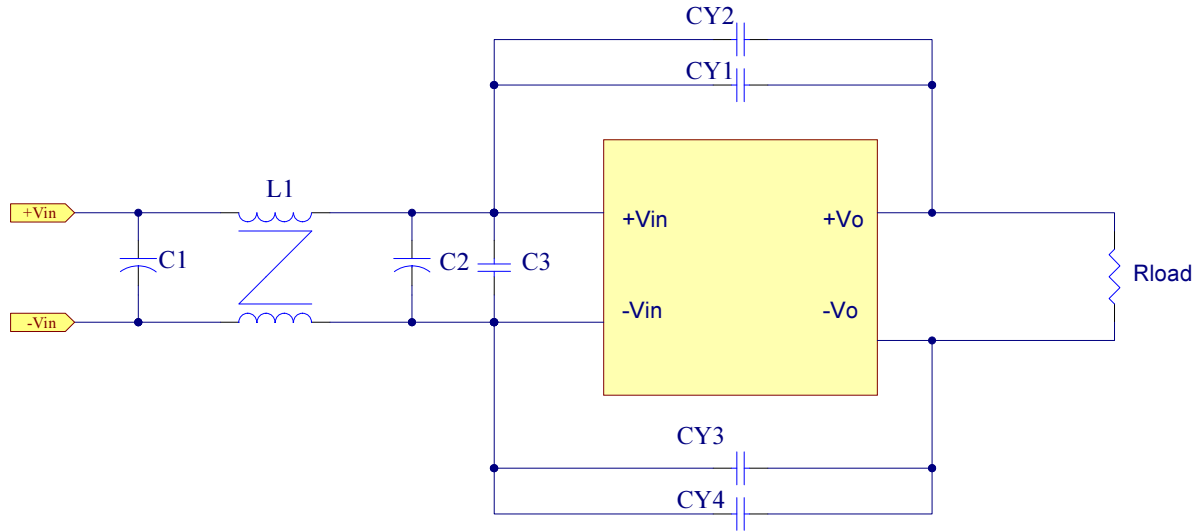 CY2
CY1
L1
+Vin
+Vin
+Vo
C1
C2
C3
Rload
-Vin
-Vin
-Vo
CY3
CY4